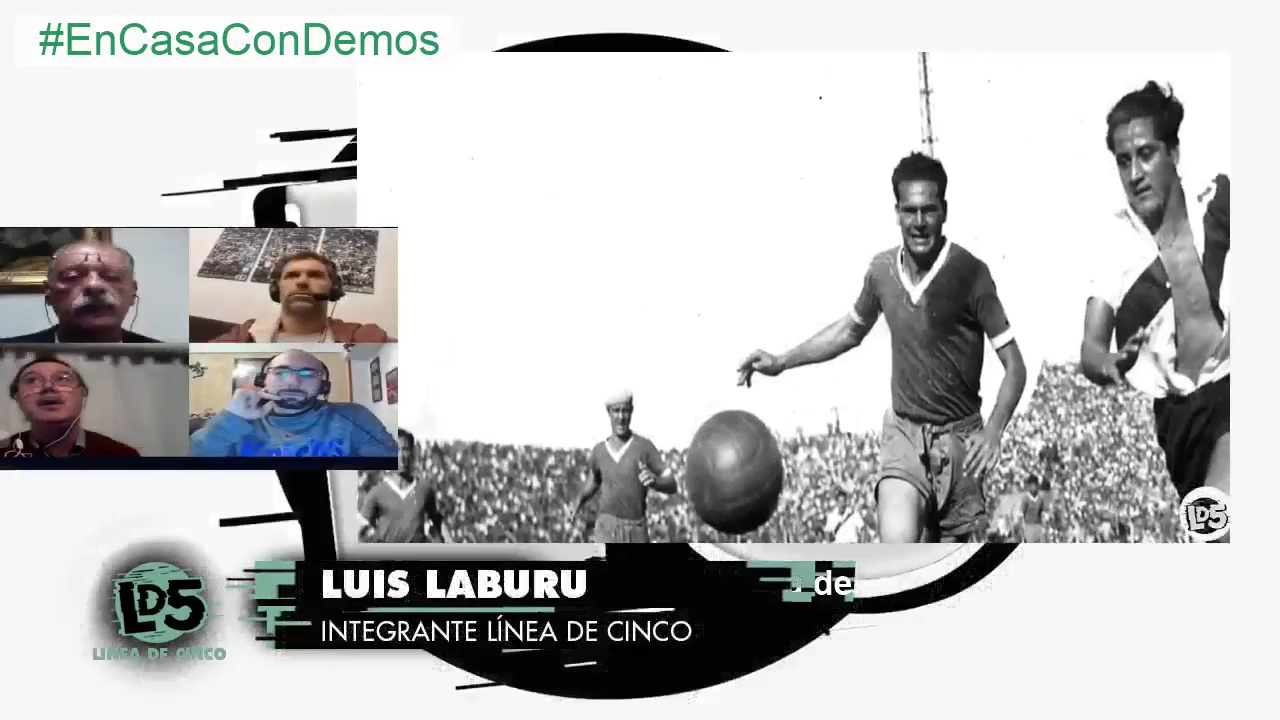 #EnCasaConDemos
LD5
LD5
LÍNEA DE CINCO
LUIS LABURU
INTEGRANTE LÍNEA DE CINCO
de